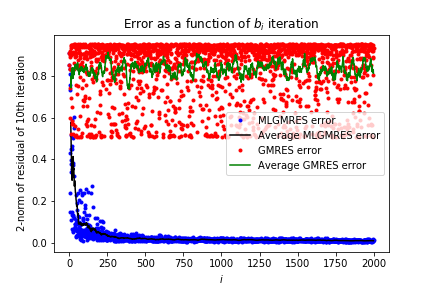 Error as a function of b_i iteration
2-norm of residual of 10th iteration
0.8
0.6
0.4
0.2
0.0
MLGMRES error
Average MLGMRES error
GMRES error
Average GMRES error
0 250 500 750 1000 1250 1500 1750 2000
i